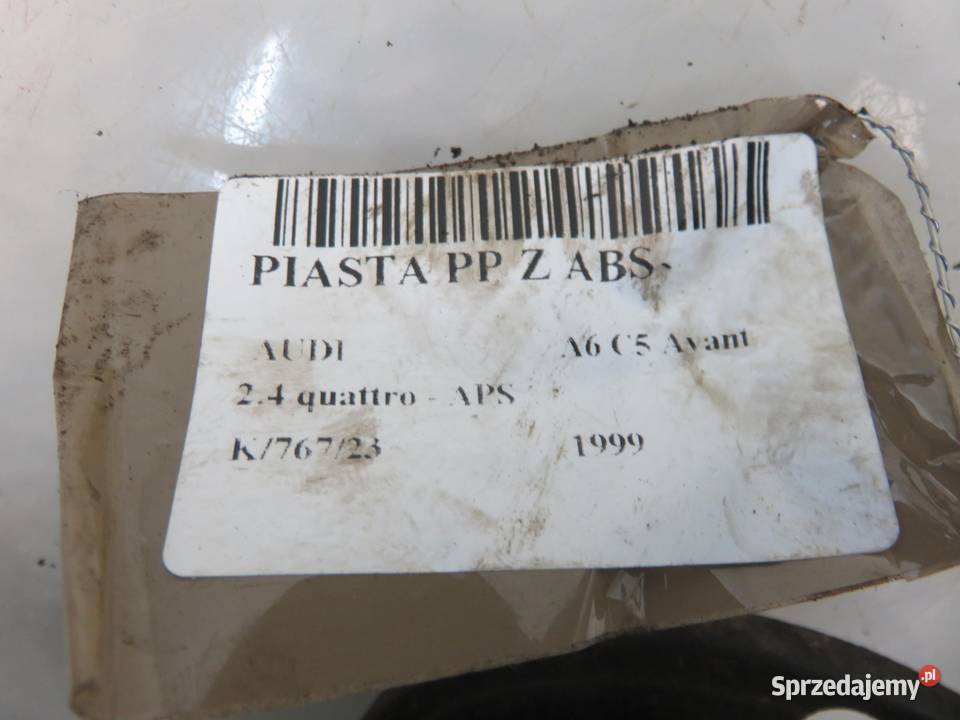 PIASTA PP Z ABS
AUDI A6 C5 Avant
2.4 quattro - APS
K/767/23 1999
Sprzedajemy.pl